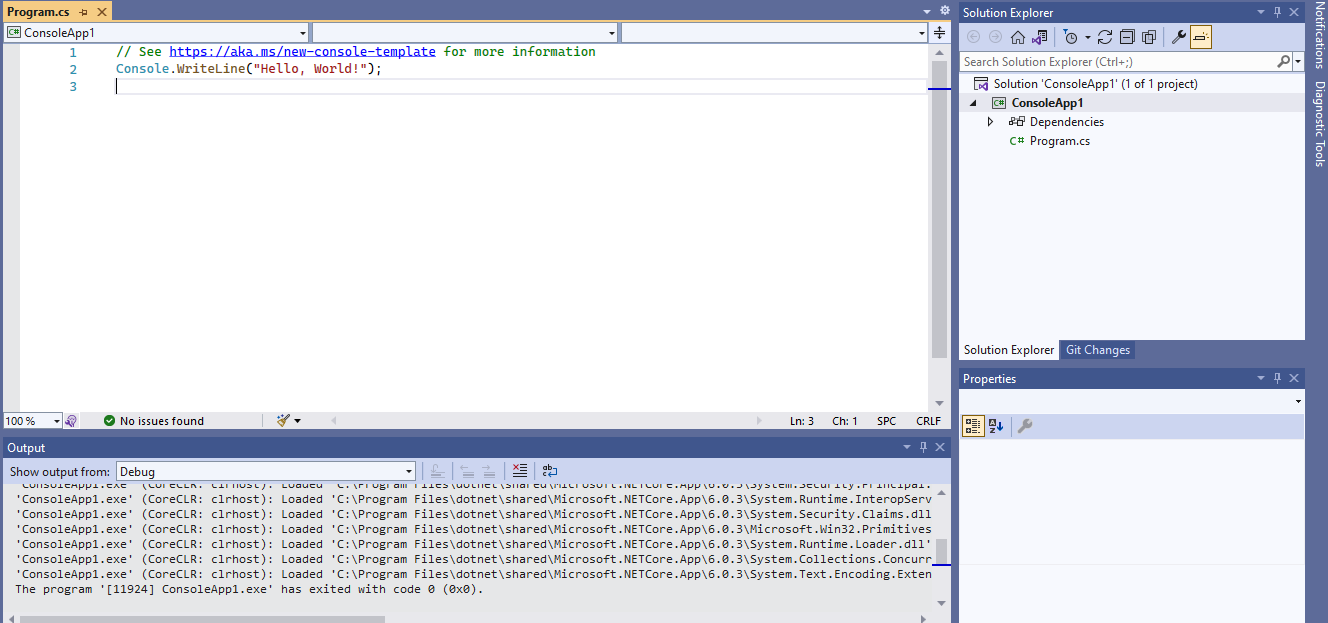 Program.cs
ConsoleApp1
1 // See https://aka.ms/new-console-template for more information
2 Console.WriteLine("Hello, World!");
3
100 %
No issues found
Ln: 3 Ch: 1 SPC CRLF
Output
Show output from: Debug
'ConsoleApp1.exe' (CoreCLR: clrhost): Loaded 'C:\Program Files\dotnet\shared\Microsoft.NETCore.App\6.0.3\System.Security.Principal.
'ConsoleApp1.exe' (CoreCLR: clrhost): Loaded 'C:\Program Files\dotnet\shared\Microsoft.NETCore.App\6.0.3\System.Runtime.InteropServ
'ConsoleApp1.exe' (CoreCLR: clrhost): Loaded 'C:\Program Files\dotnet\shared\Microsoft.NETCore.App\6.0.3\System.Security.Claims.dll
'ConsoleApp1.exe' (CoreCLR: clrhost): Loaded 'C:\Program Files\dotnet\shared\Microsoft.NETCore.App\6.0.3\Microsoft.Win32.Primitives
'ConsoleApp1.exe' (CoreCLR: clrhost): Loaded 'C:\Program Files\dotnet\shared\Microsoft.NETCore.App\6.0.3\System.Runtime.Loader.dll'
'ConsoleApp1.exe' (CoreCLR: clrhost): Loaded 'C:\Program Files\dotnet\shared\Microsoft.NETCore.App\6.0.3\System.Collections.Concurr
'ConsoleApp1.exe' (CoreCLR: clrhost): Loaded 'C:\Program Files\dotnet\shared\Microsoft.NETCore.App\6.0.3\System.Text.Encoding.Exten
The program '[11924] ConsoleApp1.exe' has exited with code 0 (0x0).
Solution Explorer
Search Solution Explorer (Ctrl+;)
Solution 'ConsoleApp1' (1 of 1 project)
C# ConsoleApp1
Dependencies
C# Program.cs
Solution Explorer Git Changes
Properties
Notifications
Diagnostic Tools